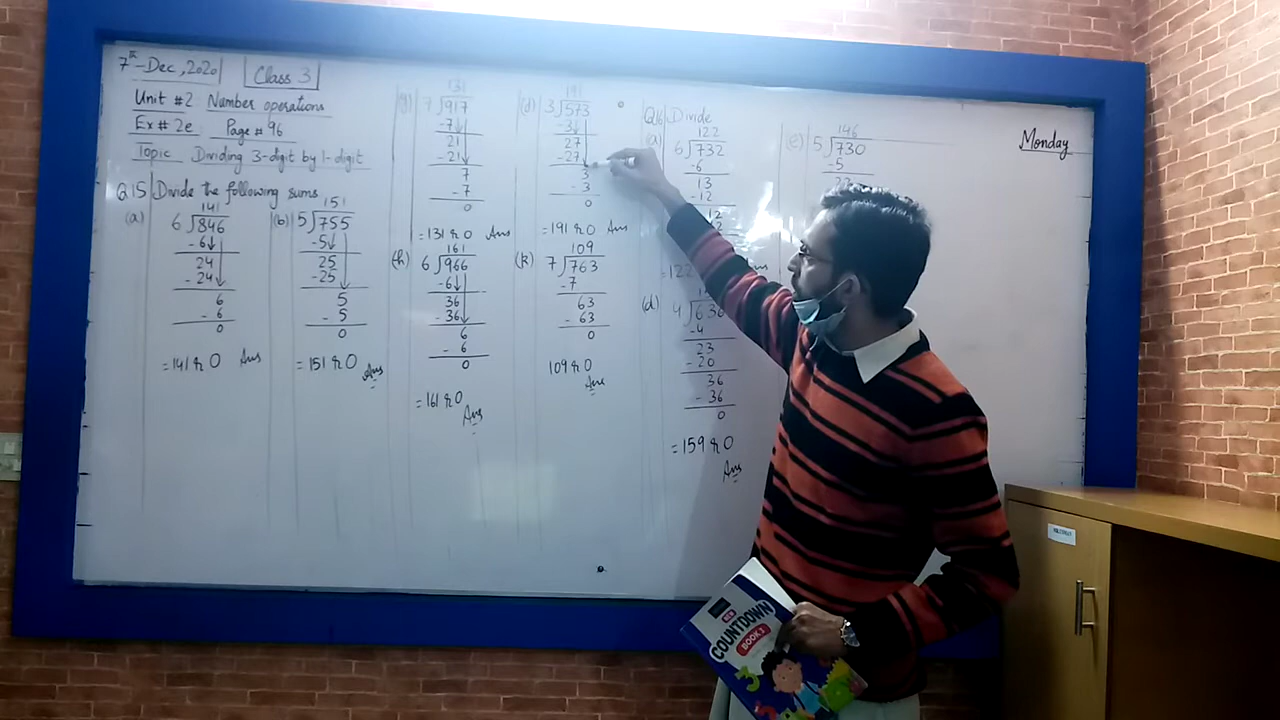 7th-Dec, 2020
Class 3
Monday
Unit #2: Number operations
Ex# 2e Page # 96
Topic Dividing 3-digit by 1-digit
Q15 Divide the following sums
(a)
141
6 846
-6
24
-24
6
- 6
0
= 141 r 0 Ans
(b)
151
5 755
-5
25
-25
5
- 5
0
= 151 r 0 Ans
(g)
131
7 917
-7
21
-21
7
-7
0
= 131 r 0 Ans
(h)
161
6 966
-6
36
-36
6
- 6
0
= 161 r 0
Ans
(d)
191
3 573
-3
27
-27
3
- 3
0
= 191 r 0 Ans
(k)
109
7 763
-7
63
- 63
0
109 r 0
Ans
Q16 Divide
(a)
122
6 732
-6
13
-12
12
= 122
(d)
4 636
-4
23
- 20
36
- 36
0
= 159 r 0
Ans
(e)
146
5 730
-5
NEW
COUNTDOWN
BOOK 3